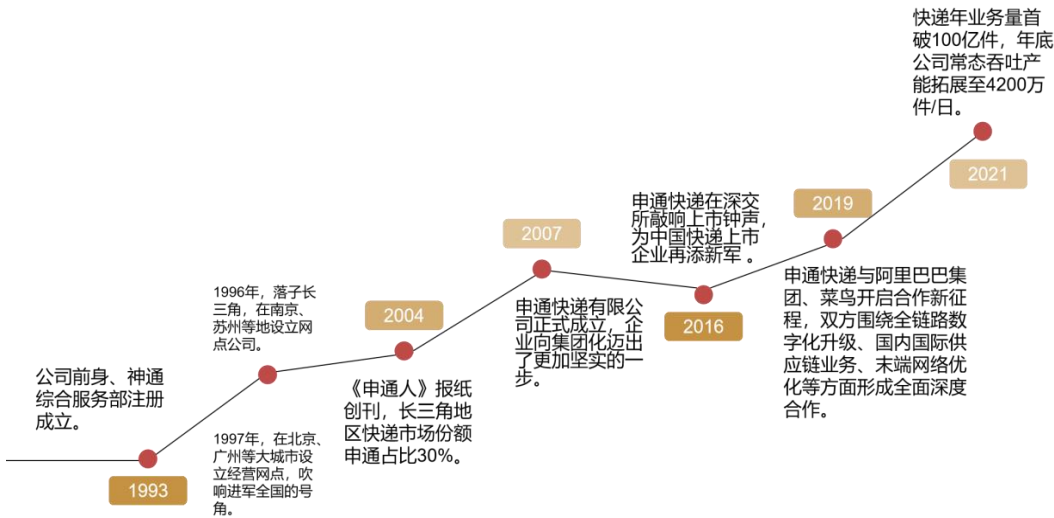 公司前身、神通
综合服务部注册
成立。
1993
1996年，落子长
三角，在南京、
苏州等地设立网
点公司。
1997年，在北京、
广州等大城市设
立经营网点，吹
响进军全国的号
角。
2004
《申通人》报纸
创刊，长三角地
区快递市场份额
申通占比30%。
2007
申通快递有限公
司正式成立，企
业向集团化迈出
了更加坚实的一
步。
申通快递在深交
所敲响上市钟声，
为中国快递上市
企业再添新军 。
2016
2019
申通快递与阿里巴巴集
团、菜鸟开启合作新征
程，双方围绕全链路数
字化升级、国内国际供
应链业务、末端网络优
化等方面形成全面深度
合作。
快递年业务量首
破100亿件，年底
公司常态吞吐产
能拓展至4200万
件/日。
2021